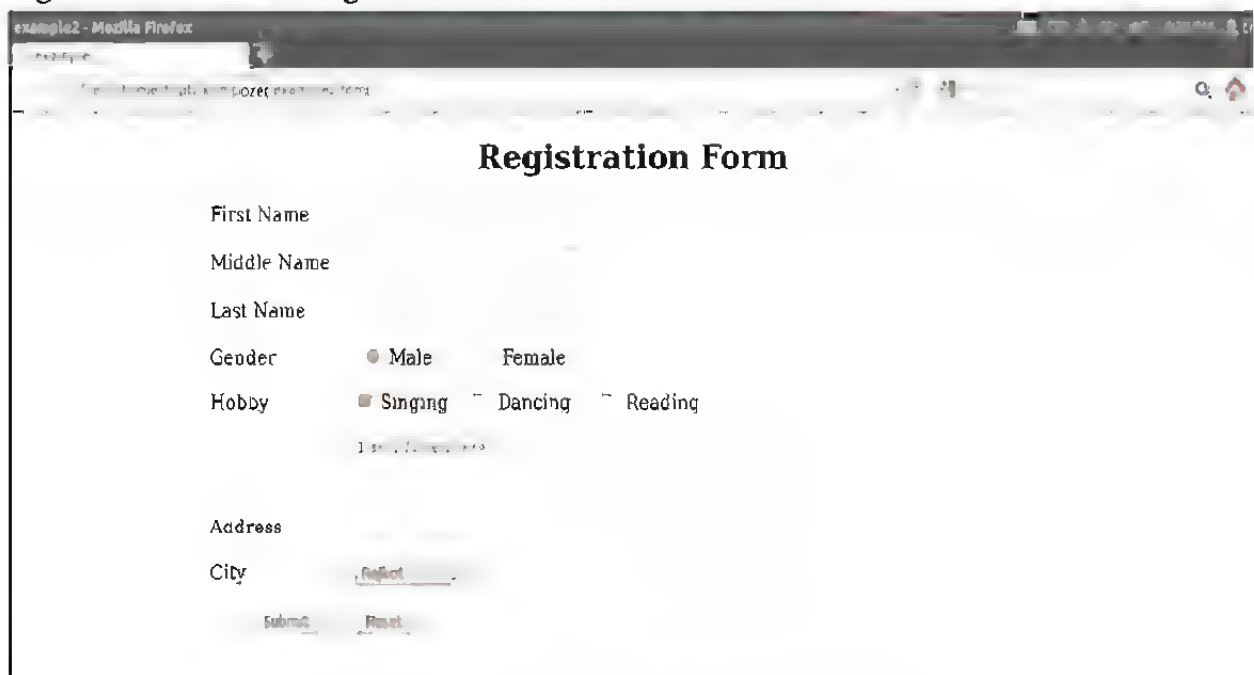 example2 - Mozilla Firefox
Registration Form
First Name
Middle Name
Last Name
Gender Male Female
Hobby Singing Dancing Reading
Address
City Rajkot
Submit Reset